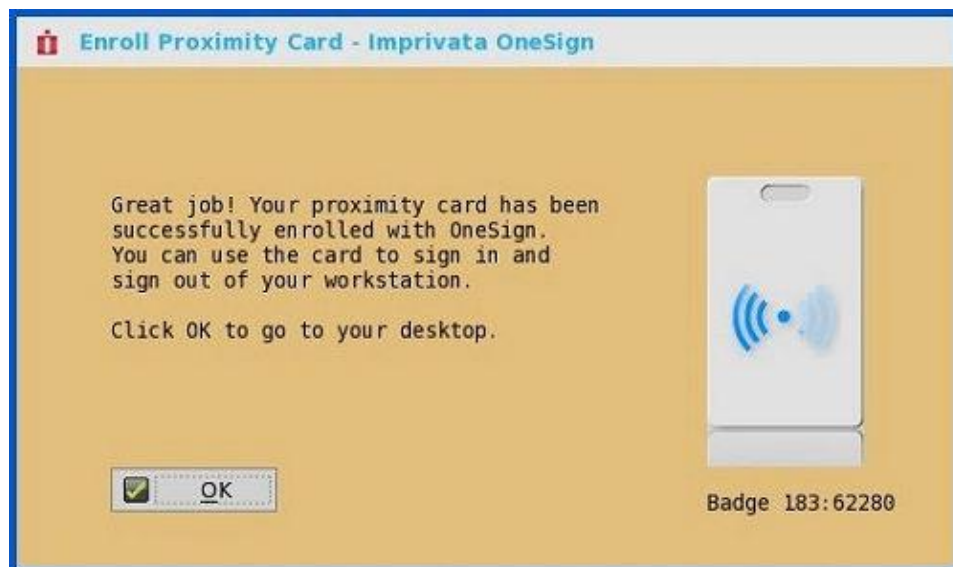 Enroll Proximity Card - Imprivata OneSign
Great job! Your proximity card has been
successfully enrolled with OneSign.
You can use the card to sign in and
sign out of your workstation.
Click OK to go to your desktop.
OK
Badge 183:62280